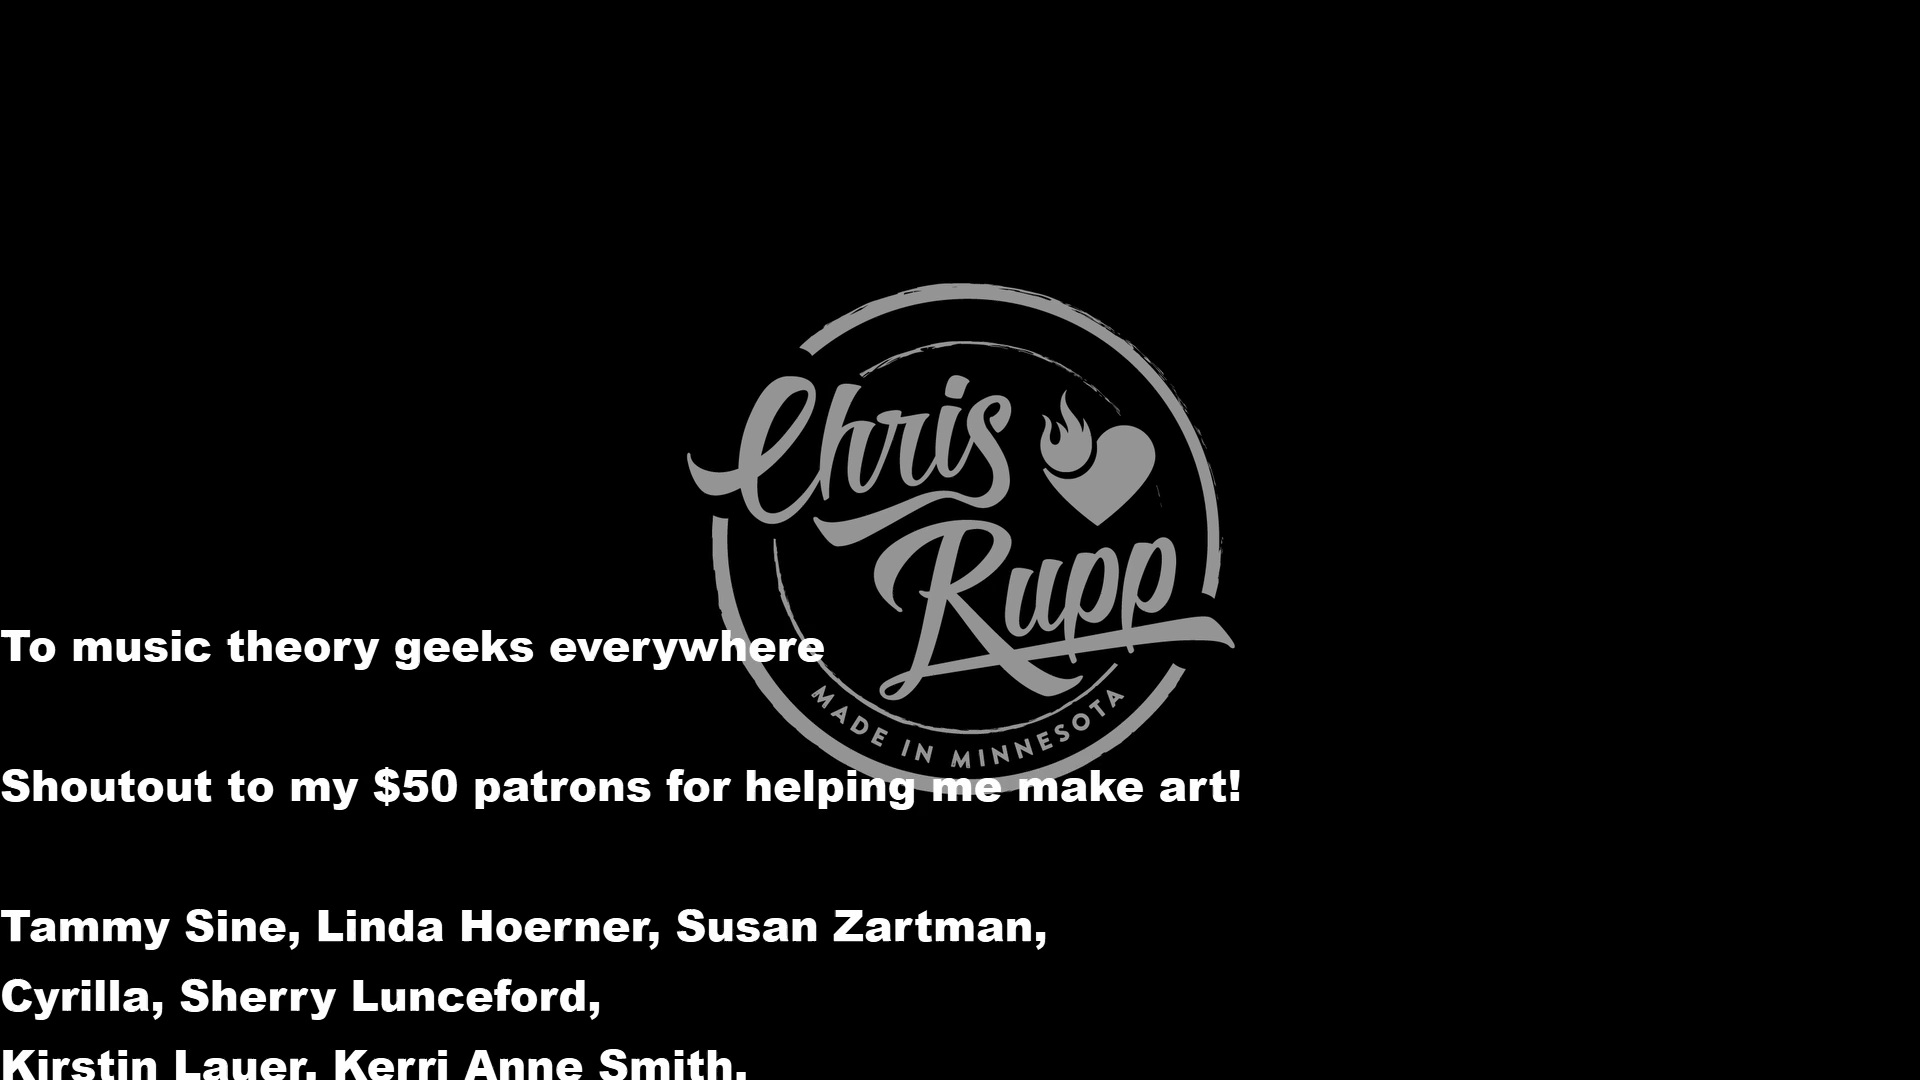 Chris
Rupp
MADE IN MINNESOTA
To music theory geeks everywhere
Shoutout to my $50 patrons for helping me make art!
Tammy Sine, Linda Hoerner, Susan Zartman,
Cyrilla, Sherry Lunceford,
Kirstin Lauer, Kerri Anne Smith,